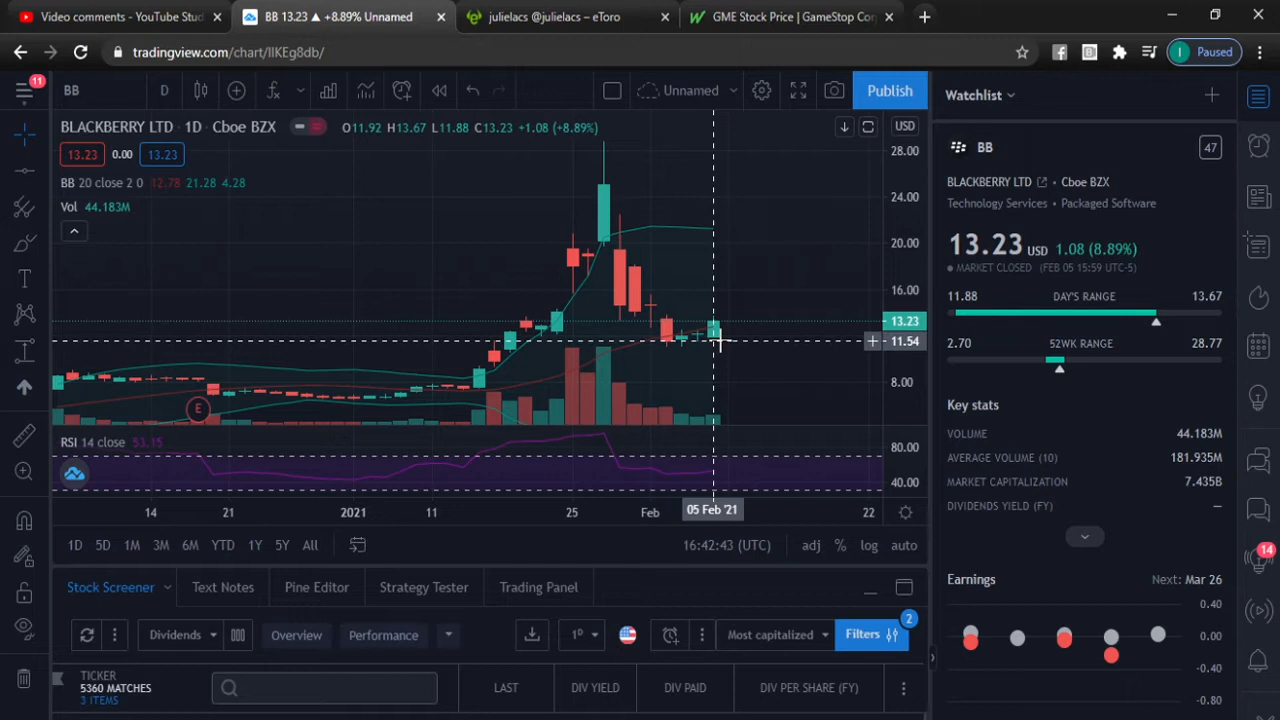 Video comments - YouTube Stud
BB 13.23 ▲ +8.89% Unnamed
julielacs @julielacs – eToro
GME Stock Price | GameStop Cor
tradingview.com/chart/lIKEg8db/
Paused
11
BB
D
Unnamed
Publish
BLACKBERRY LTD · 1D · Cboe BZX
O11.92 H13.67 L11.88 C13.23 +1.08 (+8.89%)
USD
13.23
0.00
13.23
BB 20 close 2 0 12.78 21.28 4.28
Vol 44.183M
28.00
24.00
20.00
16.00
13.23
11.54
8.00
E
RSI 14 close 53.15
80.00
40.00
14
21
2021
11
25
Feb
05 Feb '21
22
1D 5D 1M 3M 6M YTD 1Y 5Y All
16:42:43 (UTC)
adj % log auto
Stock Screener
Text Notes
Pine Editor
Strategy Tester
Trading Panel
Dividends
Overview
Performance
1D
Most capitalized
Filters
2
TICKER
5360 MATCHES
3 ITEMS
LAST
DIV YIELD
DIV PAID
DIV PER SHARE (FY)
Watchlist
BB
47
BLACKBERRY LTD · Cboe BZX
Technology Services · Packaged Software
13.23 USD 1.08 (8.89%)
MARKET CLOSED (FEB 05 15:59 UTC-5)
11.88 DAY'S RANGE 13.67
2.70 52WK RANGE 28.77
Key stats
VOLUME 44.183M
AVERAGE VOLUME (10) 181.935M
MARKET CAPITALIZATION 7.435B
DIVIDENDS YIELD (FY) –
Earnings Next: Mar 26
0.40
0.00
-0.40
-0.80
14